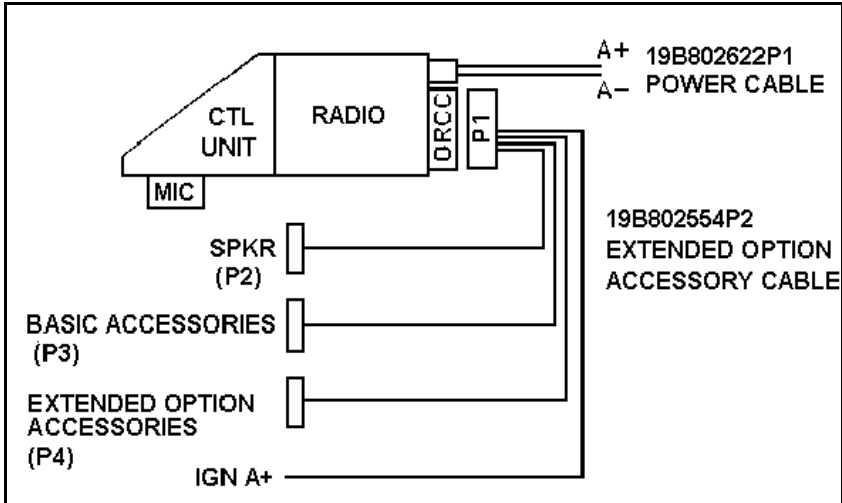 A+
A–
19B802622P1
POWER CABLE
CTL
UNIT
RADIO
ORCC
P1
MIC
19B802554P2
EXTENDED OPTION
ACCESSORY CABLE
SPKR
(P2)
BASIC ACCESSORIES
(P3)
EXTENDED OPTION
ACCESSORIES
(P4)
IGN A+